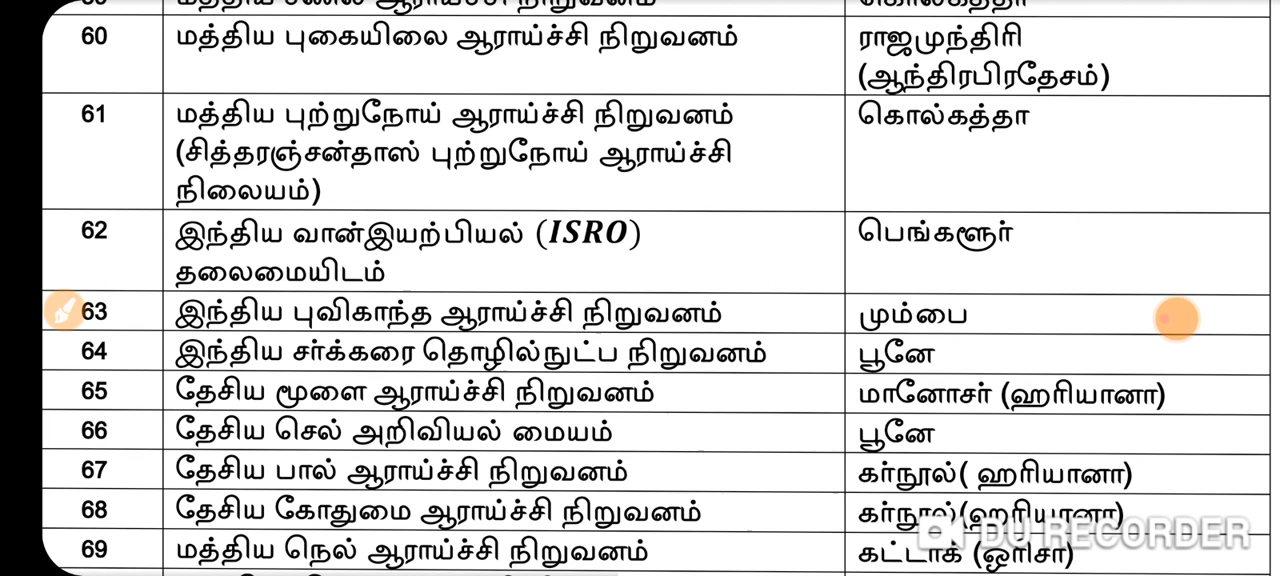 60 மத்திய புகையிலை ஆராய்ச்சி நிறுவனம் ராஜமுந்திரி
(ஆந்திரபிரதேசம்)
61 மத்திய புற்றுநோய் ஆராய்ச்சி நிறுவனம் கொல்கத்தா
(சித்தரஞ்சன்தாஸ் புற்றுநோய் ஆராய்ச்சி
நிலையம்)
62 இந்திய வான்இயற்பியல் (ISRO) பெங்களூர்
தலைமையிடம்
63 இந்திய புவிகாந்த ஆராய்ச்சி நிறுவனம் மும்பை
64 இந்திய சர்க்கரை தொழில்நுட்ப நிறுவனம் பூனே
65 தேசிய மூளை ஆராய்ச்சி நிறுவனம் மானோசர் (ஹரியானா)
66 தேசிய செல் அறிவியல் மையம் பூனே
67 தேசிய பால் ஆராய்ச்சி நிறுவனம் கர்நூல்( ஹரியானா)
68 தேசிய கோதுமை ஆராய்ச்சி நிறுவனம் கர்நூல்(ஹரியானா)
69 மத்திய நெல் ஆராய்ச்சி நிறுவனம் கட்டாக் (ஒரிசா)
DU RECORDER